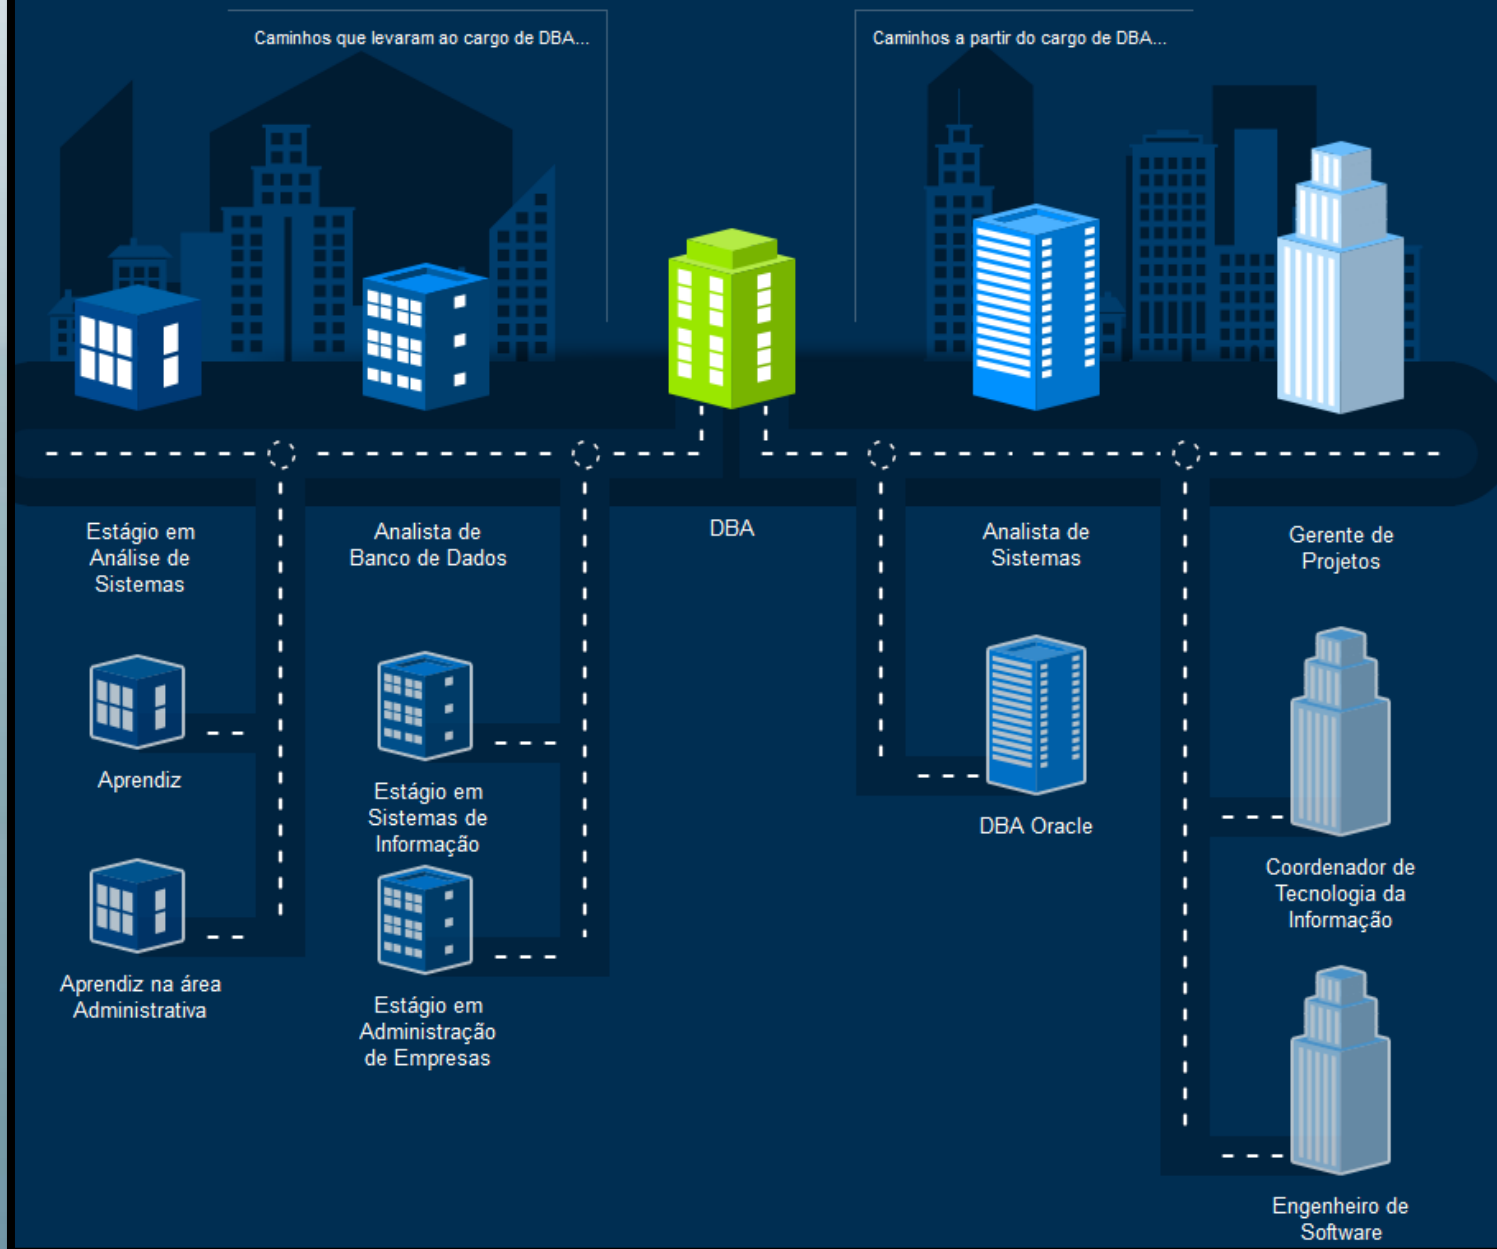 Caminhos que levaram ao cargo de DBA...
Caminhos a partir do cargo de DBA...
Estágio em
Análise de
Sistemas
Analista de
Banco de Dados
DBA
Analista de
Sistemas
Gerente de
Projetos
Aprendiz
Estágio em
Sistemas de
Informação
DBA Oracle
Coordenador de
Tecnologia da
Informação
Aprendiz na área
Administrativa
Estágio em
Administração
de Empresas
Engenheiro de
Software